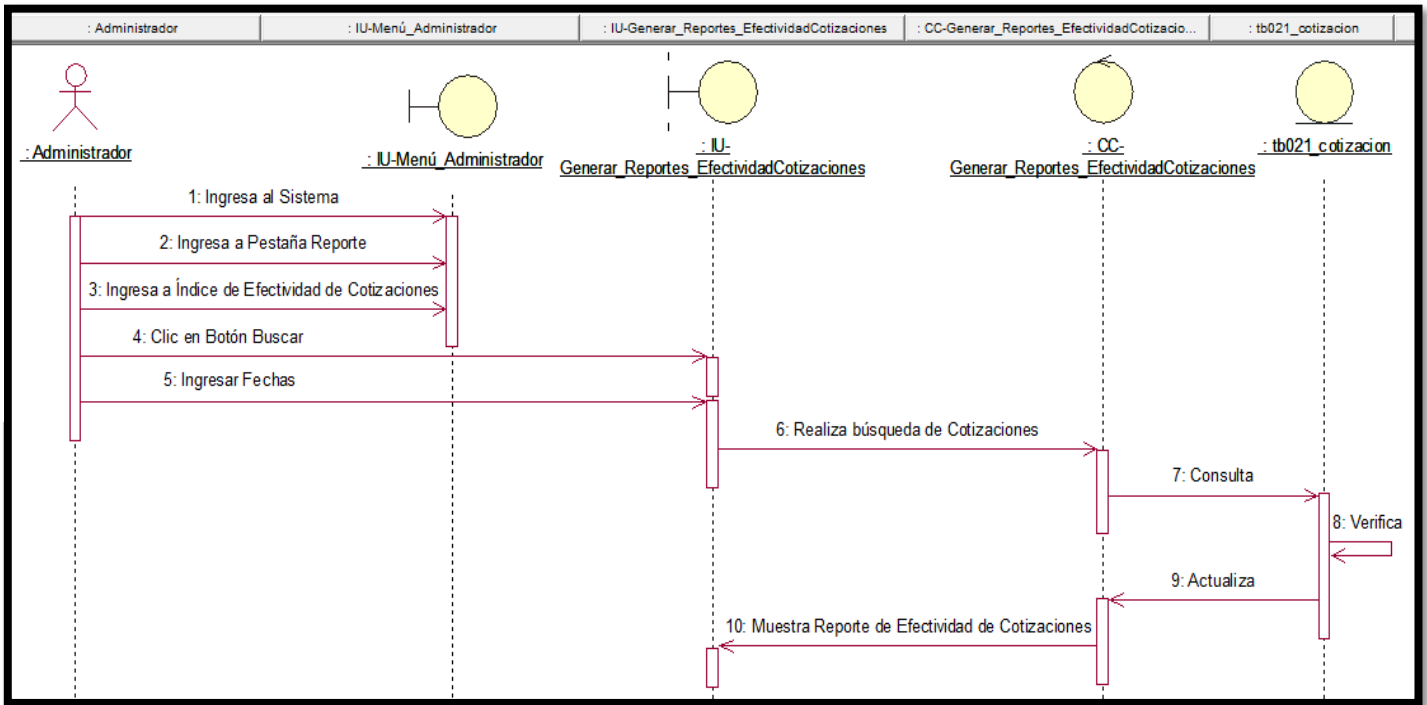 : Administrador
: IU-Menú_Administrador
: IU-Generar_Reportes_EfectividadCotizaciones
: CC-Generar_Reportes_EfectividadCotizacio...
: tb021_cotizacion
: Administrador
: IU-Menú_Administrador
: IU-
Generar_Reportes_EfectividadCotizaciones
: CC-
Generar_Reportes_EfectividadCotizaciones
: tb021_cotizacion
1: Ingresa al Sistema
2: Ingresa a Pestaña Reporte
3: Ingresa a Índice de Efectividad de Cotizaciones
4: Clic en Botón Buscar
5: Ingresar Fechas
6: Realiza búsqueda de Cotizaciones
7: Consulta
8: Verifica
9: Actualiza
10: Muestra Reporte de Efectividad de Cotizaciones